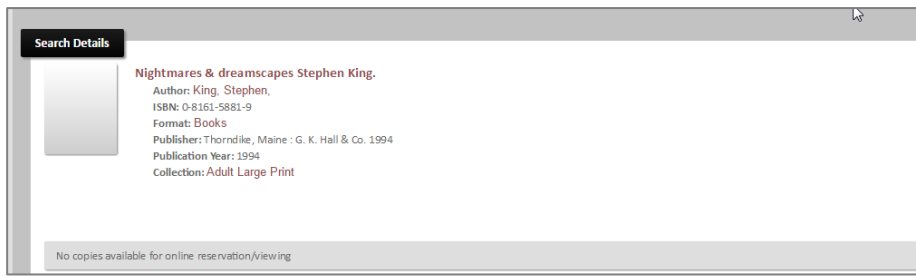 Search Details
Nightmares & dreamscapes Stephen King.
Author: King, Stephen,
ISBN: 0-8161-5881-9
Format: Books
Publisher: Thorndike, Maine : G. K. Hall & Co. 1994
Publication Year: 1994
Collection: Adult Large Print
No copies available for online reservation/viewing